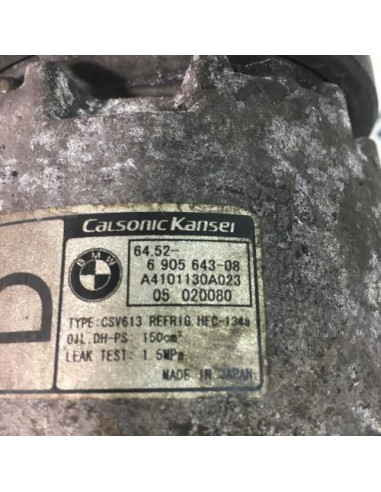 D
Calsonic Kansei
BMW
64.52-
6 905 643-08
A4101130A023
05 020080
TYPE:CSV613 REFRIG.HFC-134a
OIL.DH-PS: 150cm³
LEAK TEST: 1.5MPa
MADE IN JAPAN